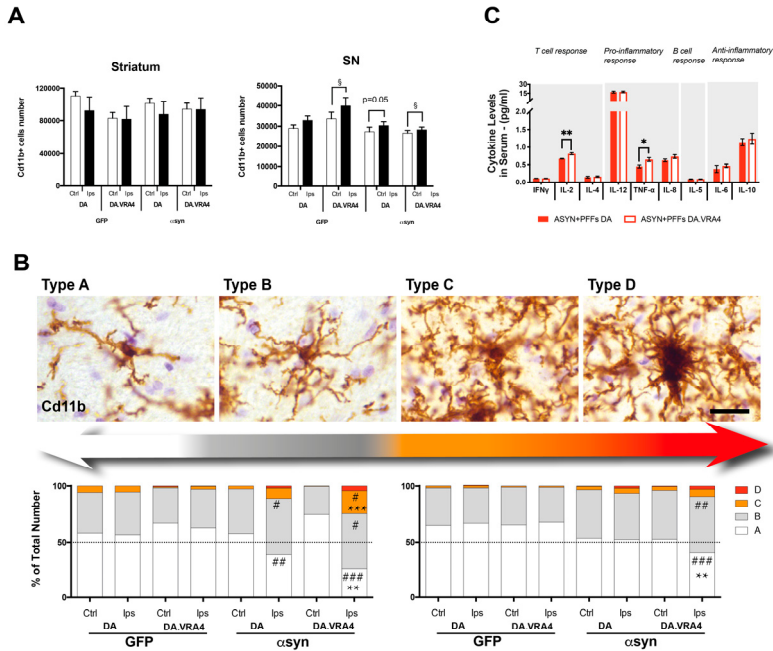 A
Striatum
Cd11b+ cells number
120000
80000
40000
0
Ctrl Ips Ctrl Ips Ctrl Ips Ctrl Ips
DA DA.VRA4 DA DA.VRA4
GFP αsyn
SN
Cd11b+ cells number
50000
40000
30000
20000
10000
0
§
p=0.05
§
Ctrl Ips Ctrl Ips Ctrl Ips Ctrl Ips
DA DA.VRA4 DA DA.VRA4
GFP αsyn
C
T cell response
Pro-inflammatory
response
B cell
response
Anti-inflammatory
response
Cytokine Levels
in Serum - (pg/ml)
30
15
2.0
1.5
1.0
0.5
0.0
**
*
IFNγ IL-2 IL-4 IL-12 TNF-α IL-8 IL-5 IL-6 IL-10
ASYN+PFFs DA ASYN+PFFs DA.VRA4
B
Type A Type B Type C Type D
Cd11b
% of Total Number
100
50
0
#
##
#
***
#
###
**
Ctrl Ips Ctrl Ips Ctrl Ips Ctrl Ips
DA DA.VRA4 DA DA.VRA4
GFP αsyn
100
50
0
##
###
**
Ctrl Ips Ctrl Ips Ctrl Ips Ctrl Ips
DA DA.VRA4 DA DA.VRA4
GFP αsyn
D
C
B
A